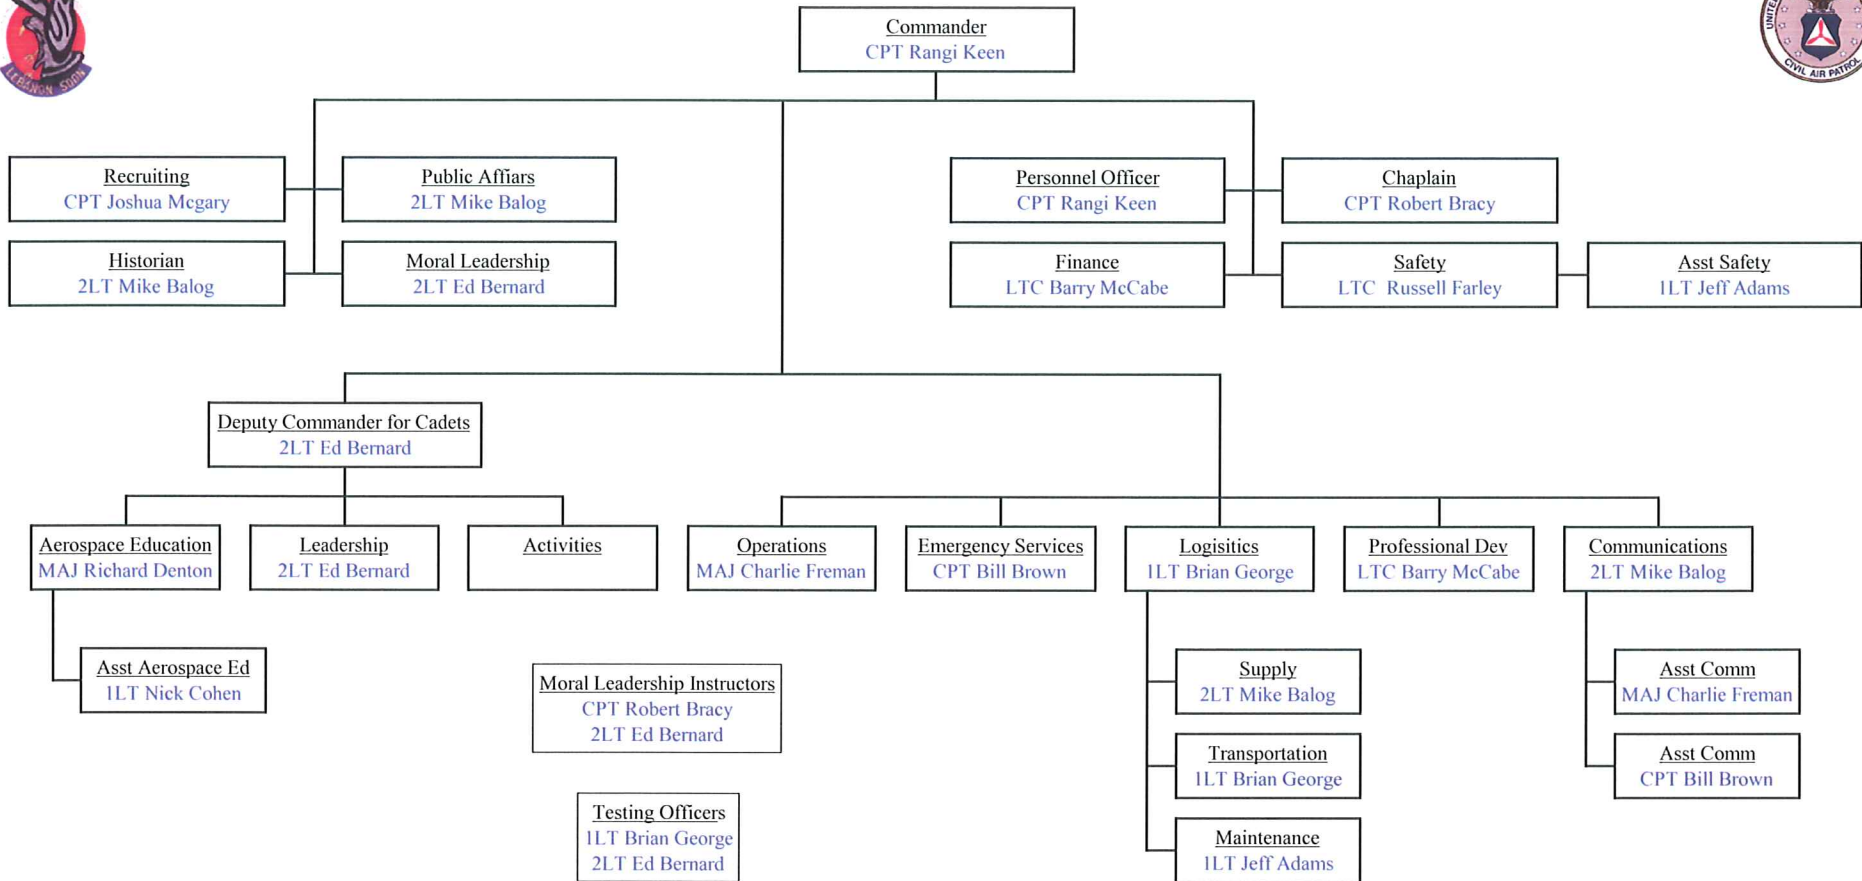 LEBANON SQDN
Commander
CPT Rangi Keen
CIVIL AIR PATROL
Recruiting
CPT Joshua Mcgary
Public Affiars
2LT Mike Balog
Personnel Officer
CPT Rangi Keen
Chaplain
CPT Robert Bracy
Historian
2LT Mike Balog
Moral Leadership
2LT Ed Bernard
Finance
LTC Barry McCabe
Safety
LTC Russell Farley
Asst Safety
1LT Jeff Adams
Deputy Commander for Cadets
2LT Ed Bernard
Aerospace Education
MAJ Richard Denton
Leadership
2LT Ed Bernard
Activities
Operations
MAJ Charlie Freman
Emergency Services
CPT Bill Brown
Logisitics
1LT Brian George
Professional Dev
LTC Barry McCabe
Communications
2LT Mike Balog
Asst Aerospace Ed
1LT Nick Cohen
Moral Leadership Instructors
CPT Robert Bracy
2LT Ed Bernard
Supply
2LT Mike Balog
Asst Comm
MAJ Charlie Freman
Transportation
1LT Brian George
Asst Comm
CPT Bill Brown
Testing Officers
1LT Brian George
2LT Ed Bernard
Maintenance
1LT Jeff Adams